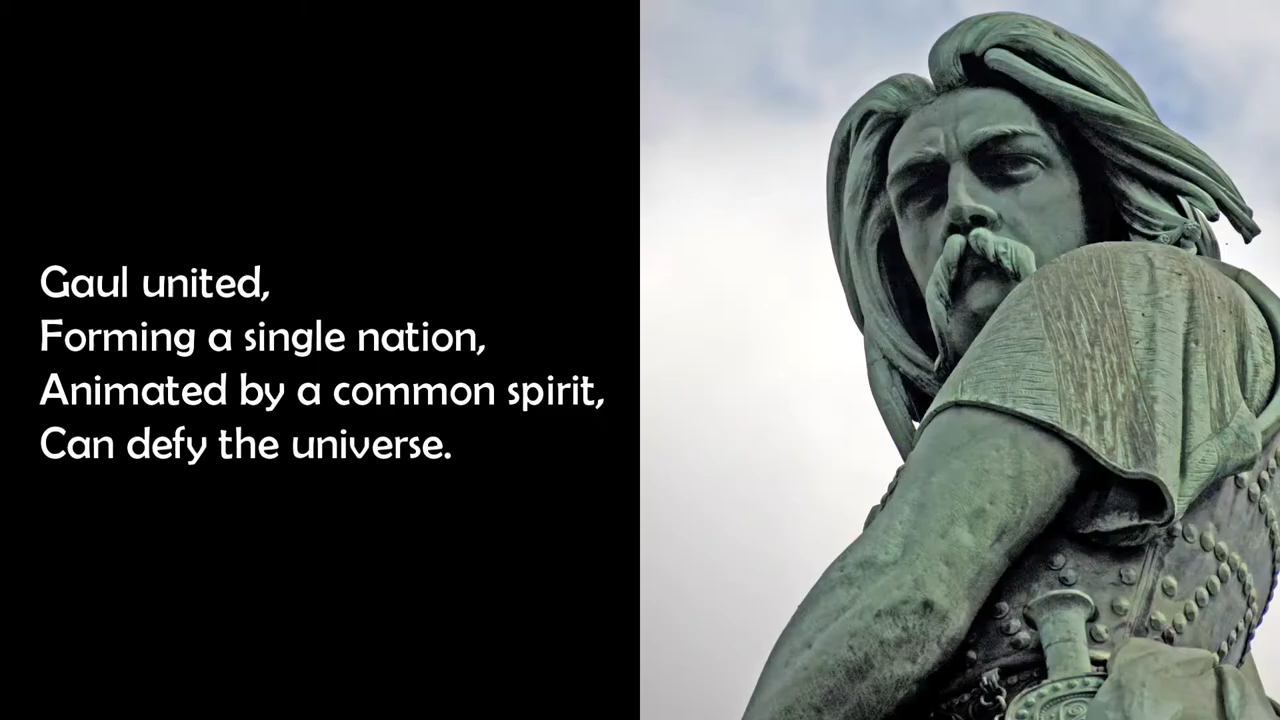 Gaul united,
Forming a single nation,
Animated by a common spirit,
Can defy the universe.